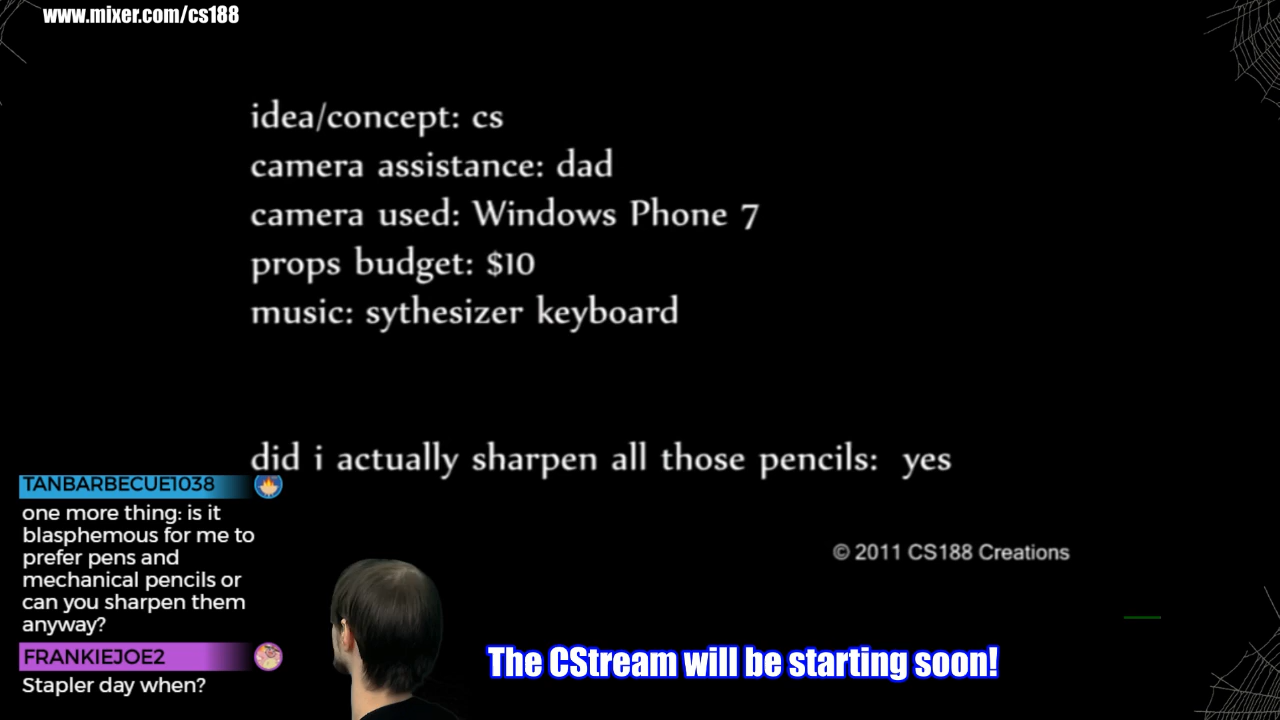 www.mixer.com/cs188
idea/concept: cs
camera assistance: dad
camera used: Windows Phone 7
props budget: $10
music: sythesizer keyboard
did i actually sharpen all those pencils: yes
TANBARBECUE1038
one more thing: is it
blasphemous for me to
prefer pens and
mechanical pencils or
can you sharpen them
anyway?
© 2011 CS188 Creations
FRANKIEJOE2
Stapler day when?
The CStream will be starting soon!